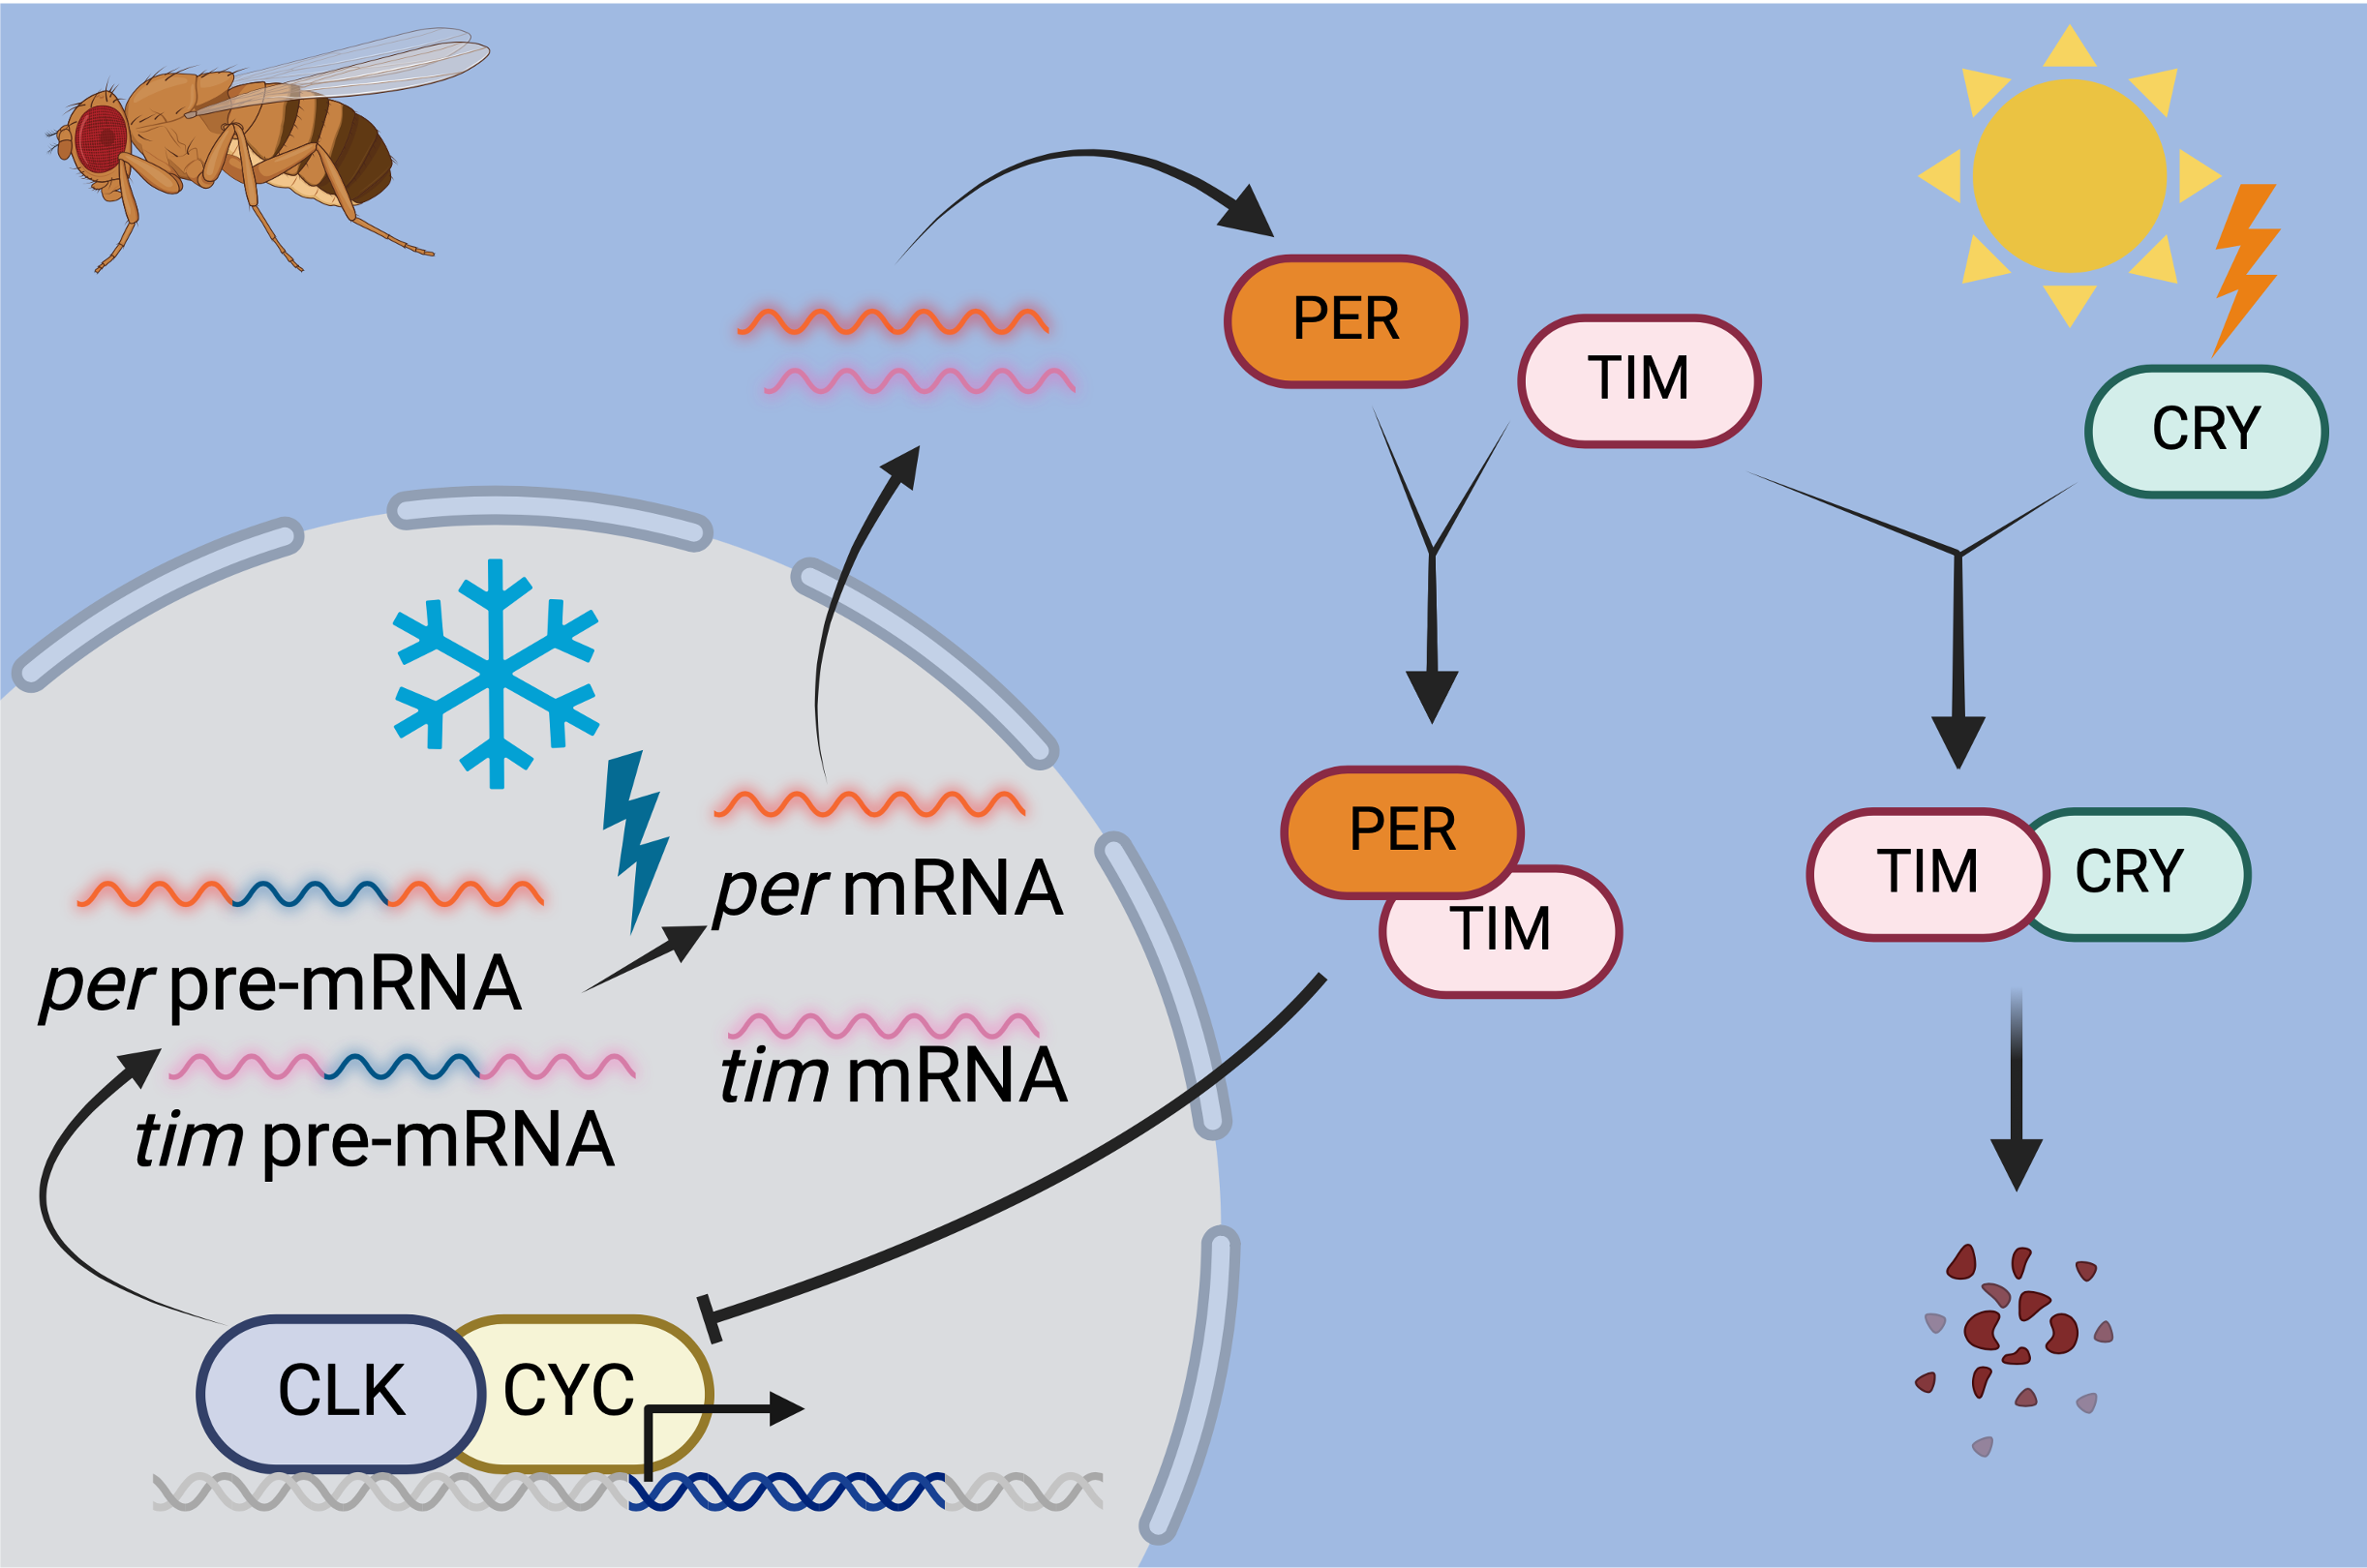 PER
TIM
CRY
per mRNA
per pre-mRNA
tim mRNA
tim pre-mRNA
PER
TIM
TIM
CRY
CLK
CYC